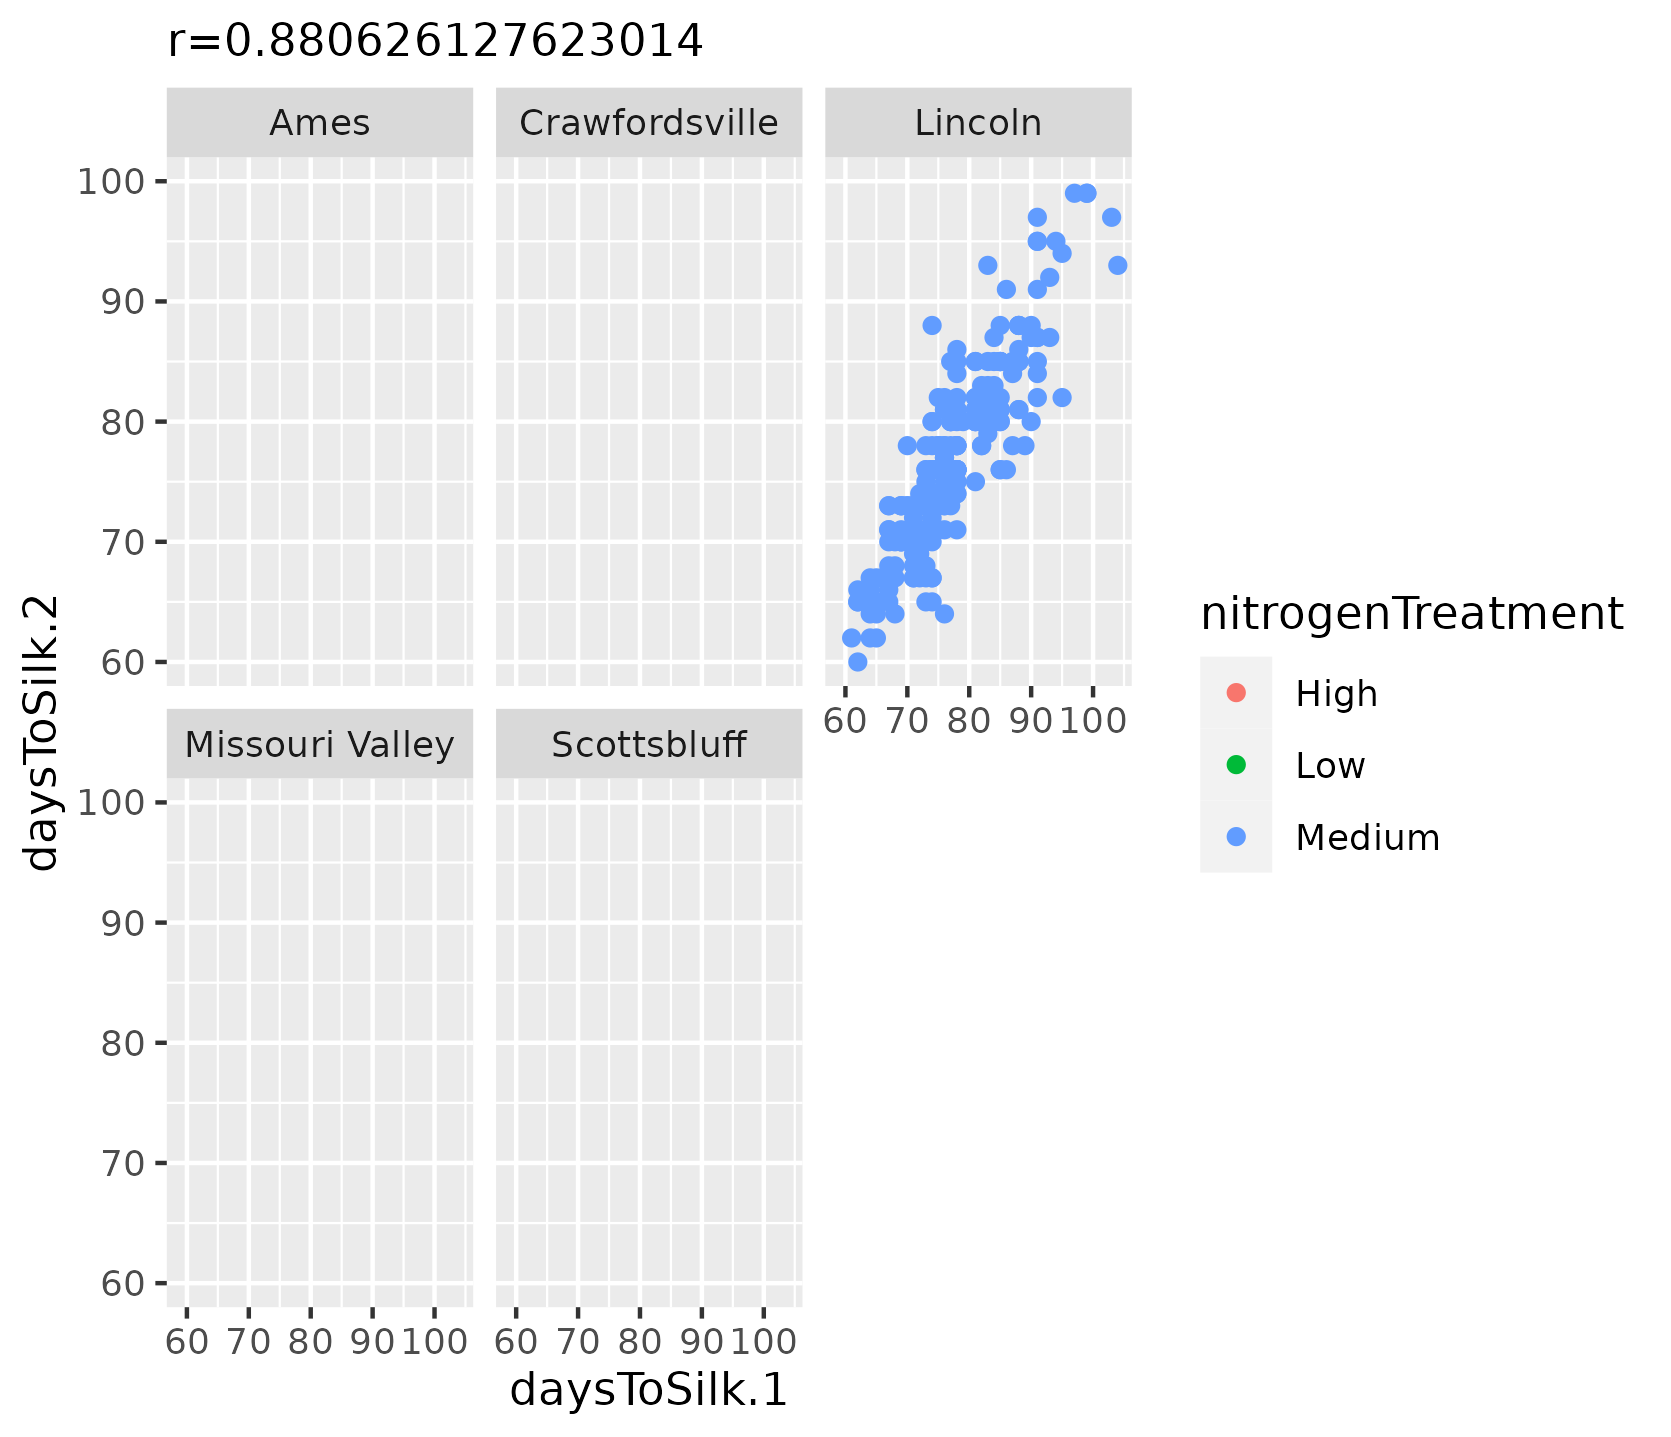 r=0.880626127623014
Ames
Crawfordsville
Lincoln
100
90
80
70
60
60 70 80 90 100
Missouri Valley
Scottsbluff
100
90
80
70
60
60 70 80 90 100
60 70 80 90 100
daysToSilk.1
daysToSilk.2
nitrogenTreatment
High
Low
Medium